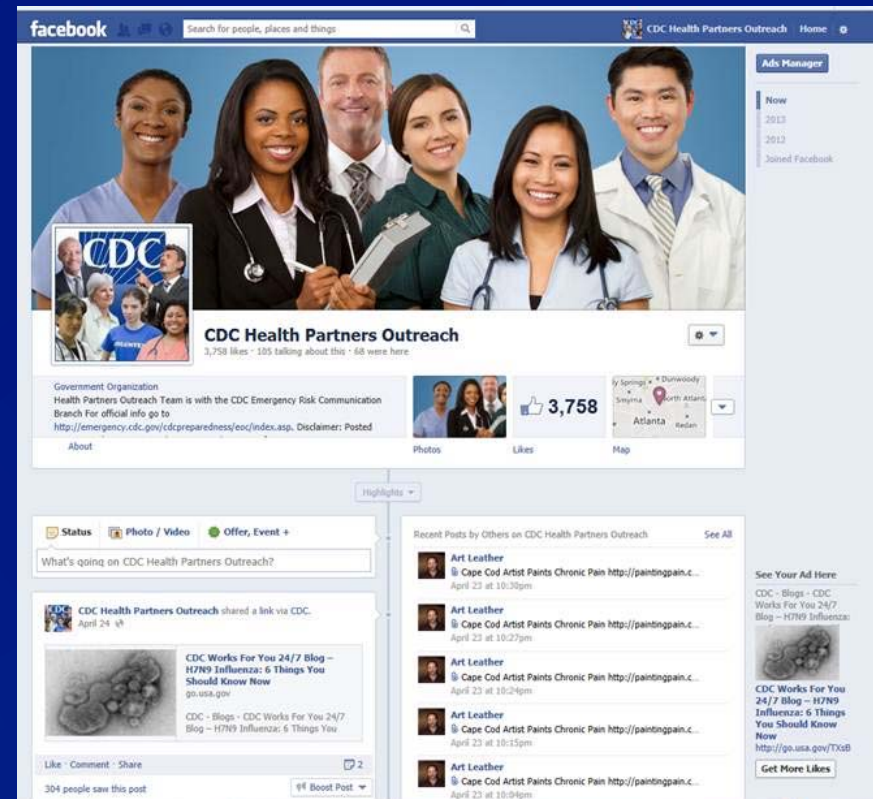 facebook
Search for people, places and things
CDC Health Partners Outreach Home
Ads Manager
Now
2013
2012
Joined Facebook
CDC
CDC Health Partners Outreach
3,758 likes · 105 talking about this · 68 were here
Government Organization
Health Partners Outreach Team is with the CDC Emergency Risk Communication
Branch For official info go to
http://emergency.cdc.gov/cdcpreparedness/eoc/index.asp. Disclaimer: Posted
About
Photos
3,758
Likes
Dunwoody
Smyrna
North Atlant
Atlanta
Redan
Map
Highlights
Status Photo / Video Offer, Event +
What's going on CDC Health Partners Outreach?
CDC Health Partners Outreach shared a link via CDC.
April 24
CDC Works For You 24/7 Blog –
H7N9 Influenza: 6 Things You
Should Know Now
go.usa.gov
CDC - Blogs - CDC Works For You 24/7
Blog – H7N9 Influenza: 6 Things You
Like · Comment · Share 2
304 people saw this post Boost Post
Recent Posts by Others on CDC Health Partners Outreach See All
Art Leather
Cape Cod Artist Paints Chronic Pain http://paintingpain.c...
April 23 at 10:30pm
Art Leather
Cape Cod Artist Paints Chronic Pain http://paintingpain.c...
April 23 at 10:27pm
Art Leather
Cape Cod Artist Paints Chronic Pain http://paintingpain.c...
April 23 at 10:24pm
Art Leather
Cape Cod Artist Paints Chronic Pain http://paintingpain.c...
April 23 at 10:15pm
Art Leather
Cape Cod Artist Paints Chronic Pain http://paintingpain.c...
April 23 at 10:04pm
See Your Ad Here
CDC - Blogs - CDC
Works For You 24/7
Blog – H7N9 Influenza:
CDC Works For You
24/7 Blog – H7N9
Influenza: 6 Things
You Should Know
Now
http://go.usa.gov/TXsB
Get More Likes